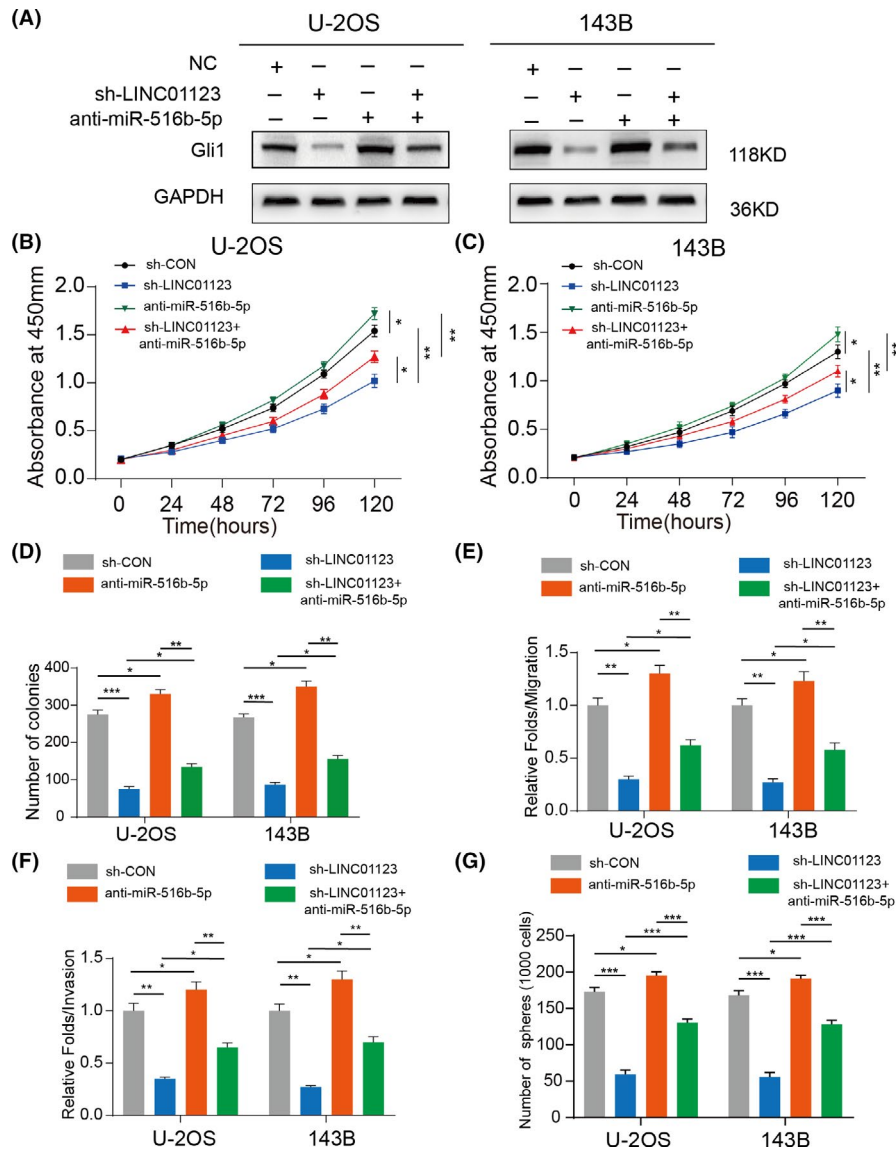 (A)
U-2OS
143B
NC + − − − + − − −
sh-LINC01123 − + − + − + − +
anti-miR-516b-5p − − + + − − + +
Gli1
118KD
GAPDH
36KD
(B)
U-2OS
sh-CON
sh-LINC01123
anti-miR-516b-5p
sh-LINC01123+
anti-miR-516b-5p
Absorbance at 450mm
2.0
1.5
1.0
0.5
0.0
* ** **
*
0 24 48 72 96 120
Time(hours)
(C)
143B
sh-CON
sh-LINC01123
anti-miR-516b-5p
sh-LINC01123+
anti-miR-516b-5p
Absorbance at 450mm
2.0
1.5
1.0
0.5
0.0
* ** **
*
0 24 48 72 96 120
Time(hours)
(D)
sh-CON
sh-LINC01123
anti-miR-516b-5p
sh-LINC01123+
anti-miR-516b-5p
Number of colonies
400
300
200
100
0
** **
* *
* *
*** ***
U-2OS 143B
(E)
sh-CON
sh-LINC01123
anti-miR-516b-5p
sh-LINC01123+
anti-miR-516b-5p
Relative Folds/Migration
1.5
1.0
0.5
0.0
** **
* *
* *
** **
U-2OS 143B
(F)
sh-CON
sh-LINC01123
anti-miR-516b-5p
sh-LINC01123+
anti-miR-516b-5p
Relative Folds/Invasion
1.5
1.0
0.5
0.0
** **
* *
* *
** **
U-2OS 143B
(G)
sh-CON
sh-LINC01123
anti-miR-516b-5p
sh-LINC01123+
anti-miR-516b-5p
Number of spheres (1000 cells)
250
200
150
100
50
0
*** ***
*** ***
* *
*** ***
U-2OS 143B